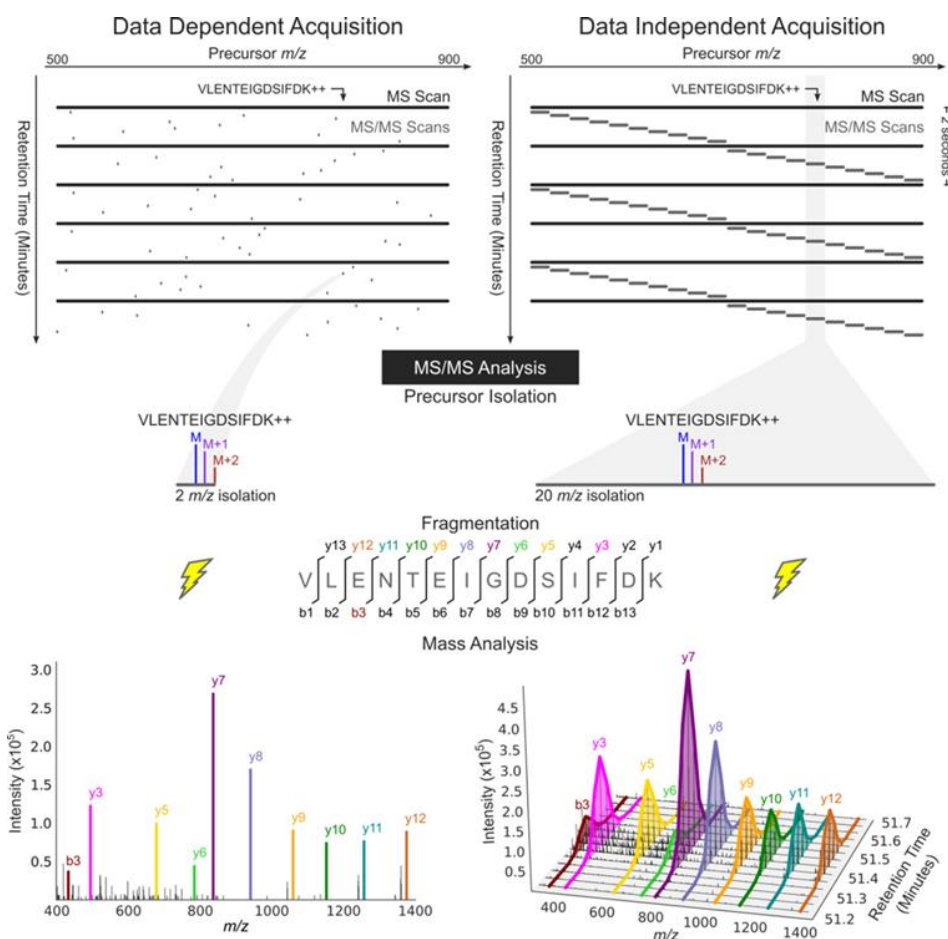 Data Dependent Acquisition
Precursor m/z
500
900
VLENTEIGDSIFDK++
MS Scan
MS/MS Scans
Retention Time (Minutes)
Data Independent Acquisition
Precursor m/z
500
900
VLENTEIGDSIFDK++
MS Scan
MS/MS Scans
2 seconds
Retention Time (Minutes)
MS/MS Analysis
Precursor Isolation
VLENTEIGDSIFDK++
M
M+1
M+2
2 m/z isolation
VLENTEIGDSIFDK++
M
M+1
M+2
20 m/z isolation
Fragmentation
y13 y12 y11 y10 y9 y8 y7 y6 y5 y4 y3 y2 y1
V L E N T E I G D S I F D K
b1 b2 b3 b4 b5 b6 b7 b8 b9 b10 b11 b12 b13
Mass Analysis
Intensity (x10⁵)
3.0
2.5
2.0
1.5
1.0
0.5
b3 y3 y5 y6 y7 y8 y9 y10 y11 y12
400 600 800 1000 1200 1400
m/z
Intensity (x10⁵)
4.5
4.0
3.5
3.0
2.5
2.0
1.5
1.0
0.5
b3 y3 y5 y6 y7 y8 y9 y10 y11 y12
400 600 800 1000 1200 1400
m/z
51.7
51.6
51.5
51.4
51.3
51.2
Retention Time
(Minutes)